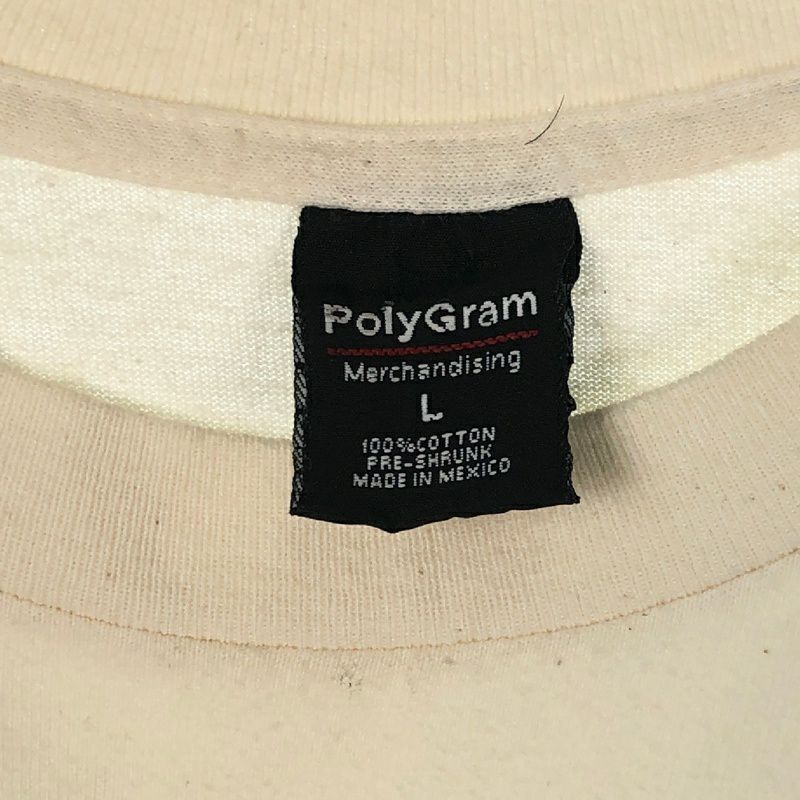 PolyGram
Merchandising
L
100% COTTON
PRE-SHRUNK
MADE IN MEXICO